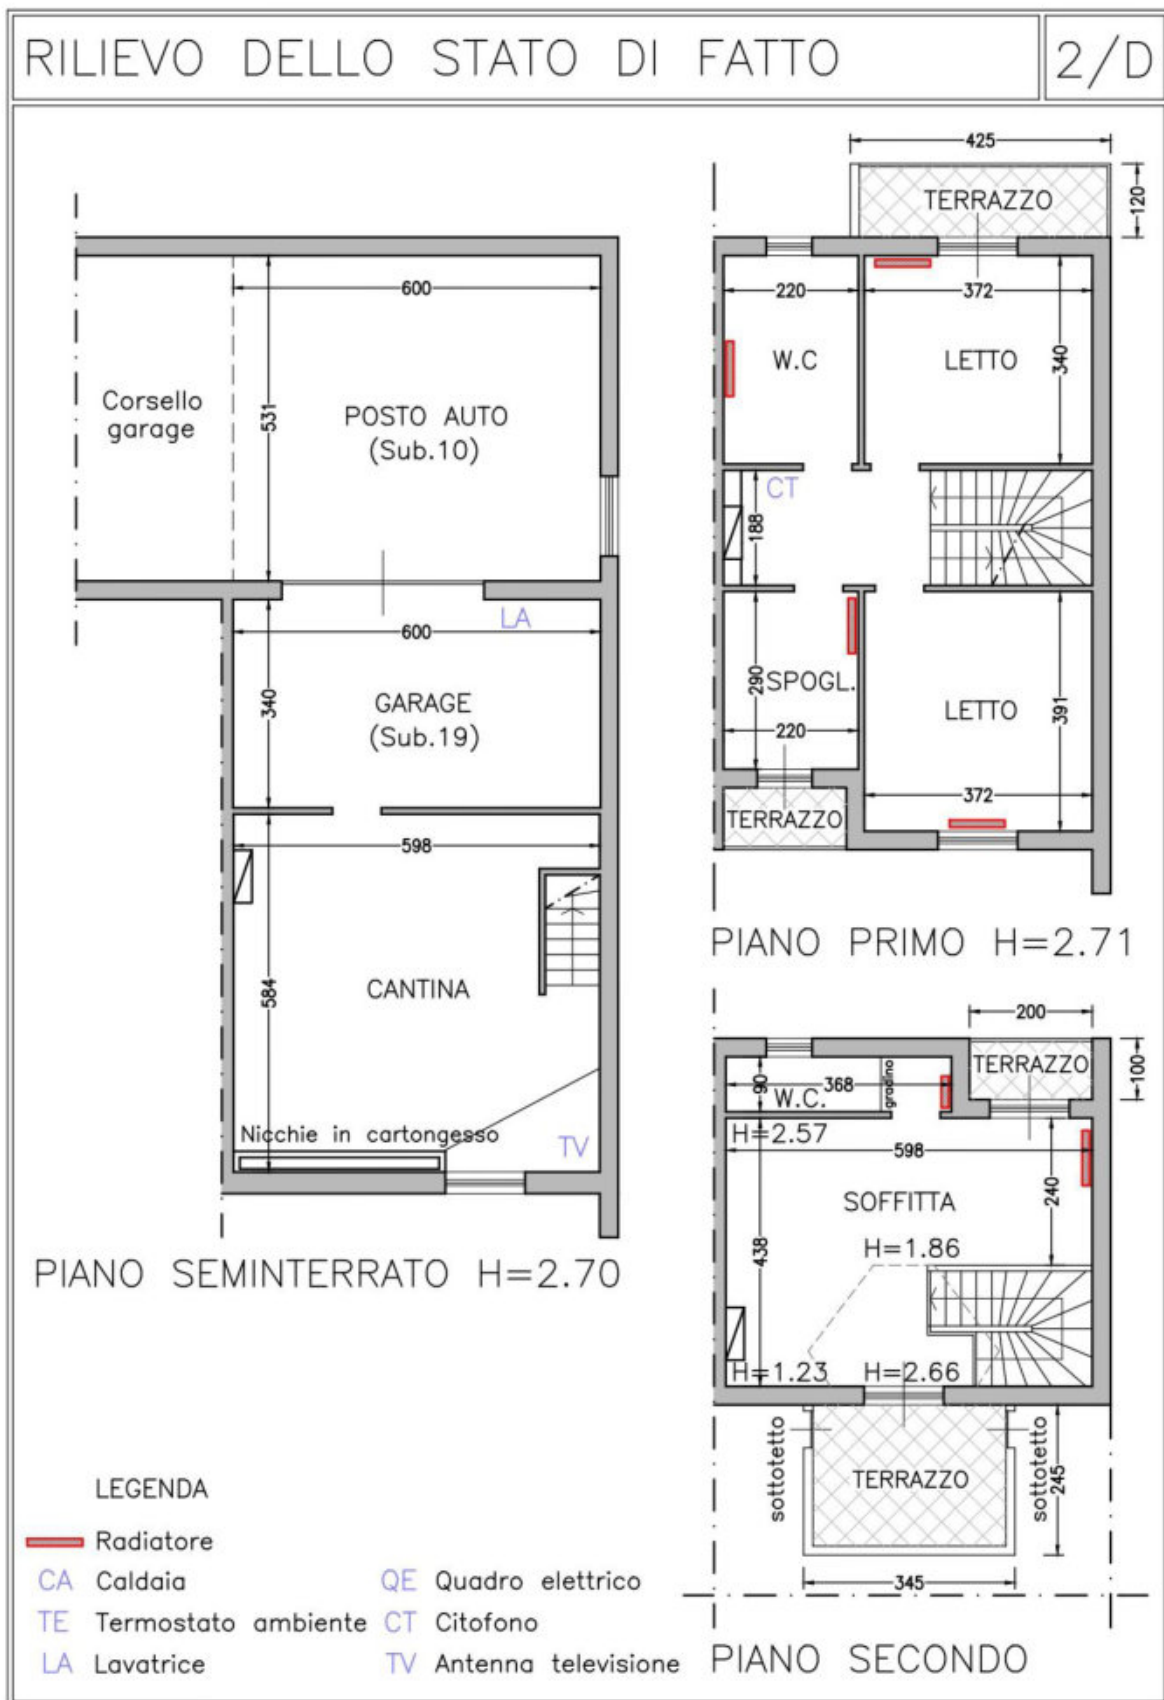 RILIEVO DELLO STATO DI FATTO
2/D
600
531
Corsello
garage
POSTO AUTO
(Sub.10)
LA
600
340
GARAGE
(Sub.19)
598
584
CANTINA
Nicchie in cartongesso
TV
PIANO SEMINTERRATO H=2.70
425
TERRAZZO
120
220
372
W.C
LETTO
340
CT
188
290
SPOGL.
LETTO
391
220
372
TERRAZZO
PIANO PRIMO H=2.71
200
TERRAZZO
100
90
368
gradino
W.C.
H=2.57
598
SOFFITTA
240
438
H=1.86
H=1.23
H=2.66
sottotetto
TERRAZZO
sottotetto
245
345
PIANO SECONDO
LEGENDA
Radiatore
CA Caldaia
QE Quadro elettrico
TE Termostato ambiente
CT Citofono
LA Lavatrice
TV Antenna televisione